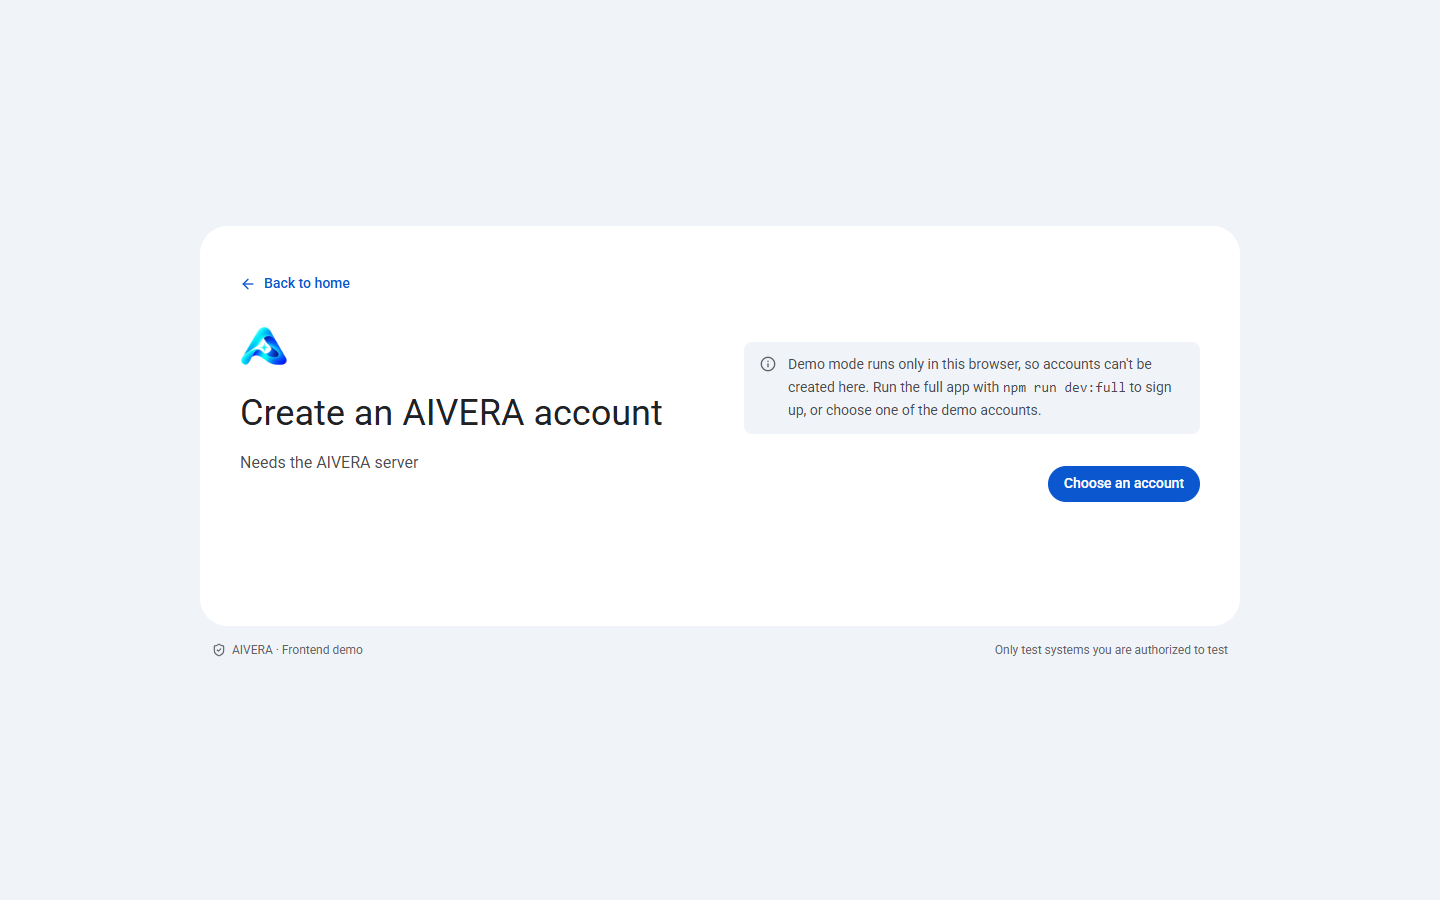 Back to home
Create an AIVERA account
Needs the AIVERA server
Demo mode runs only in this browser, so accounts can't be
created here. Run the full app with npm run dev:full to sign
up, or choose one of the demo accounts.
Choose an account
AIVERA · Frontend demo
Only test systems you are authorized to test